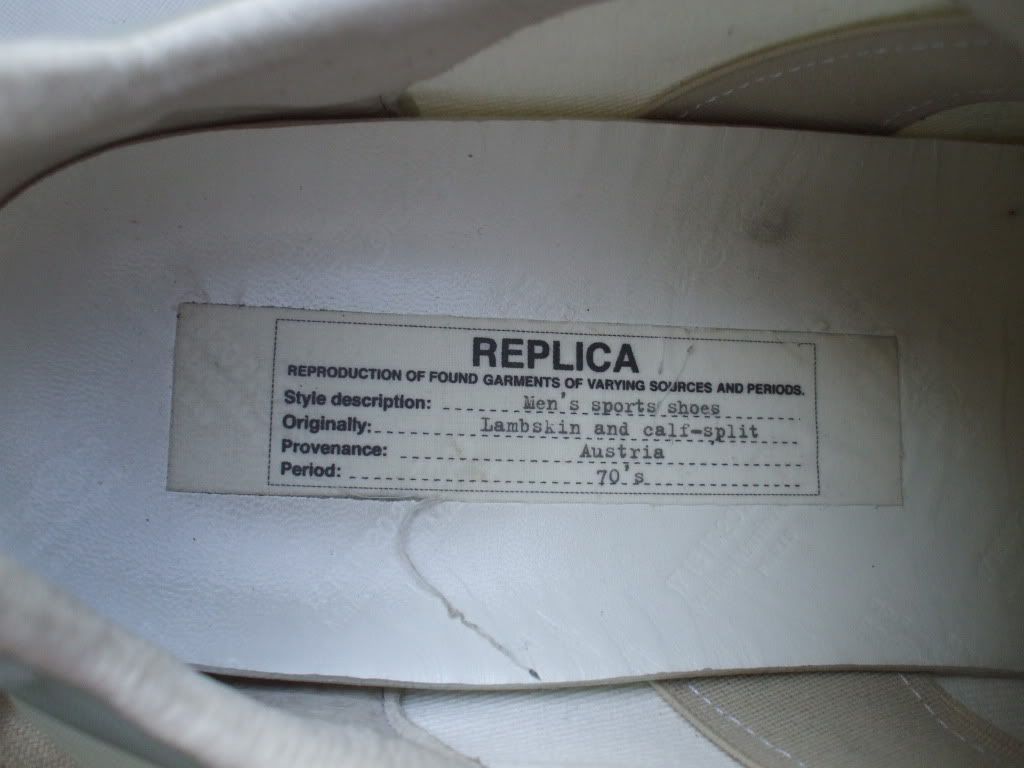 REPLICA
REPRODUCTION OF FOUND GARMENTS OF VARYING SOURCES AND PERIODS.
Style description: Men's sports shoes
Originally: Lambskin and calf-split
Provenance: Austria
Period: 70's